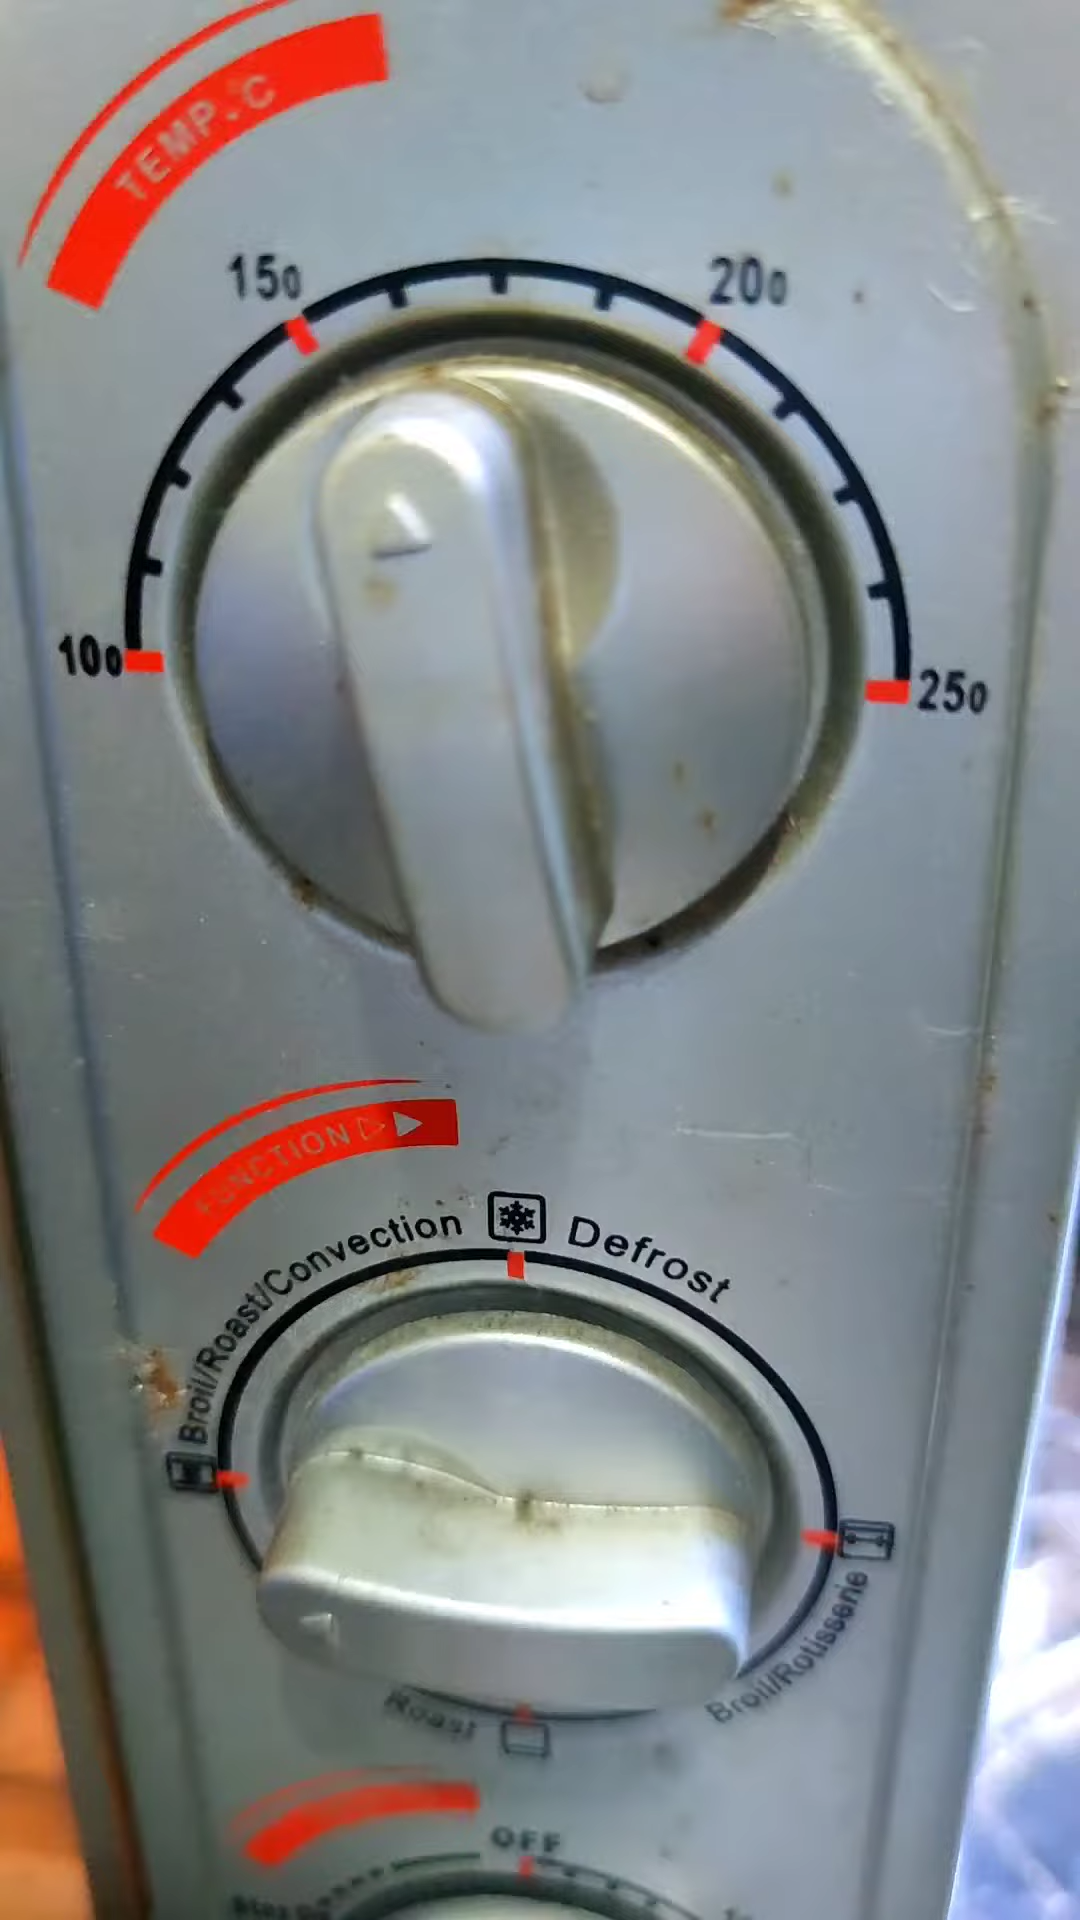 TEMP.°C
150
200
100
250
FUNCTION
Broil/Roast/Convection
Defrost
Broil/Rotisserie
Roast
OFF